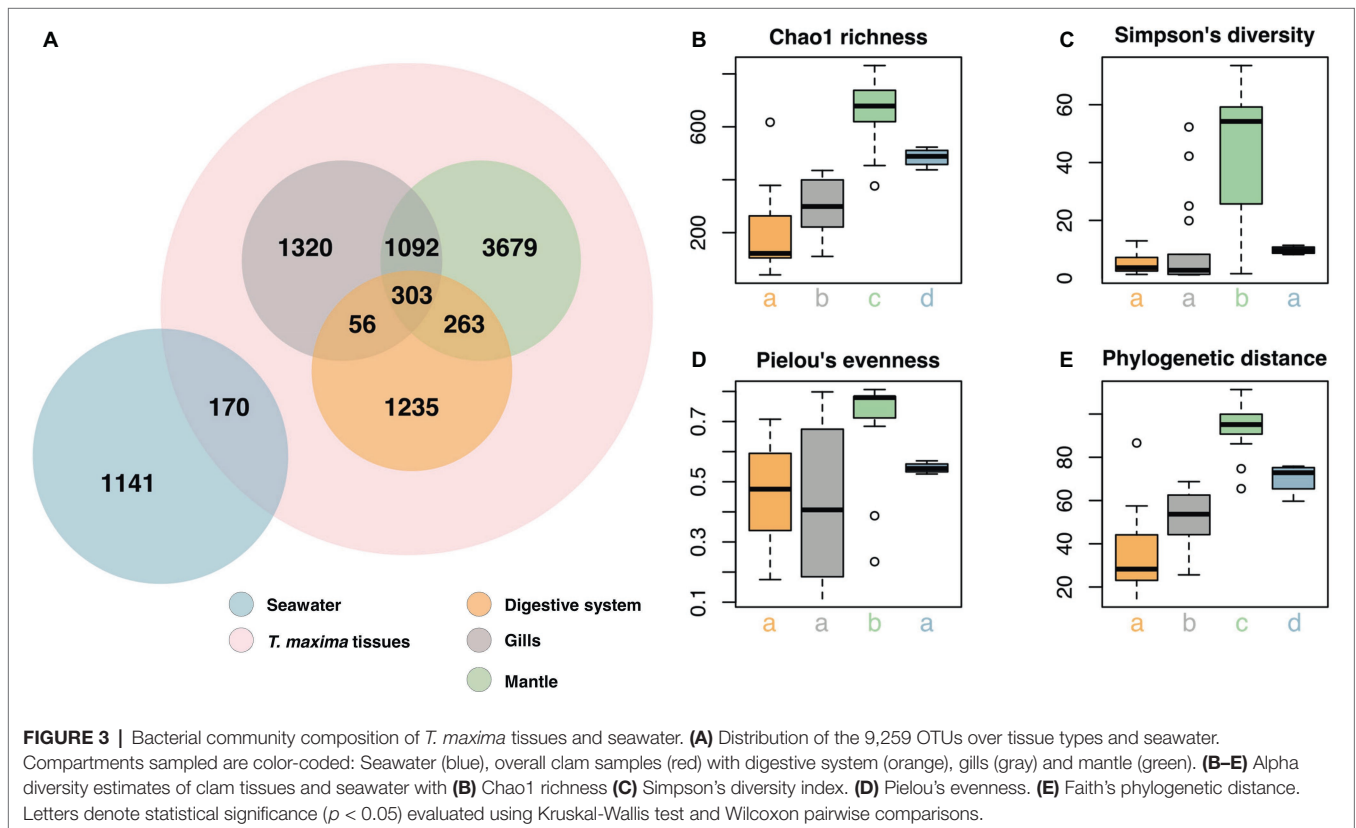 A
1320
1092
3679
303
56
263
1235
170
1141
Seawater
T. maxima tissues
Digestive system
Gills
Mantle
B
Chao1 richness
200
600
a b c d
C
Simpson's diversity
0
20
40
60
a a b a
D
Pielou's evenness
0.1
0.3
0.5
0.7
a a b a
E
Phylogenetic distance
20
40
60
80
a b c d
FIGURE 3 | Bacterial community composition of T. maxima tissues and seawater. (A) Distribution of the 9,259 OTUs over tissue types and seawater.
Compartments sampled are color-coded: Seawater (blue), overall clam samples (red) with digestive system (orange), gills (gray) and mantle (green). (B–E) Alpha
diversity estimates of clam tissues and seawater with (B) Chao1 richness (C) Simpson's diversity index. (D) Pielou's evenness. (E) Faith's phylogenetic distance.
Letters denote statistical significance (p < 0.05) evaluated using Kruskal-Wallis test and Wilcoxon pairwise comparisons.